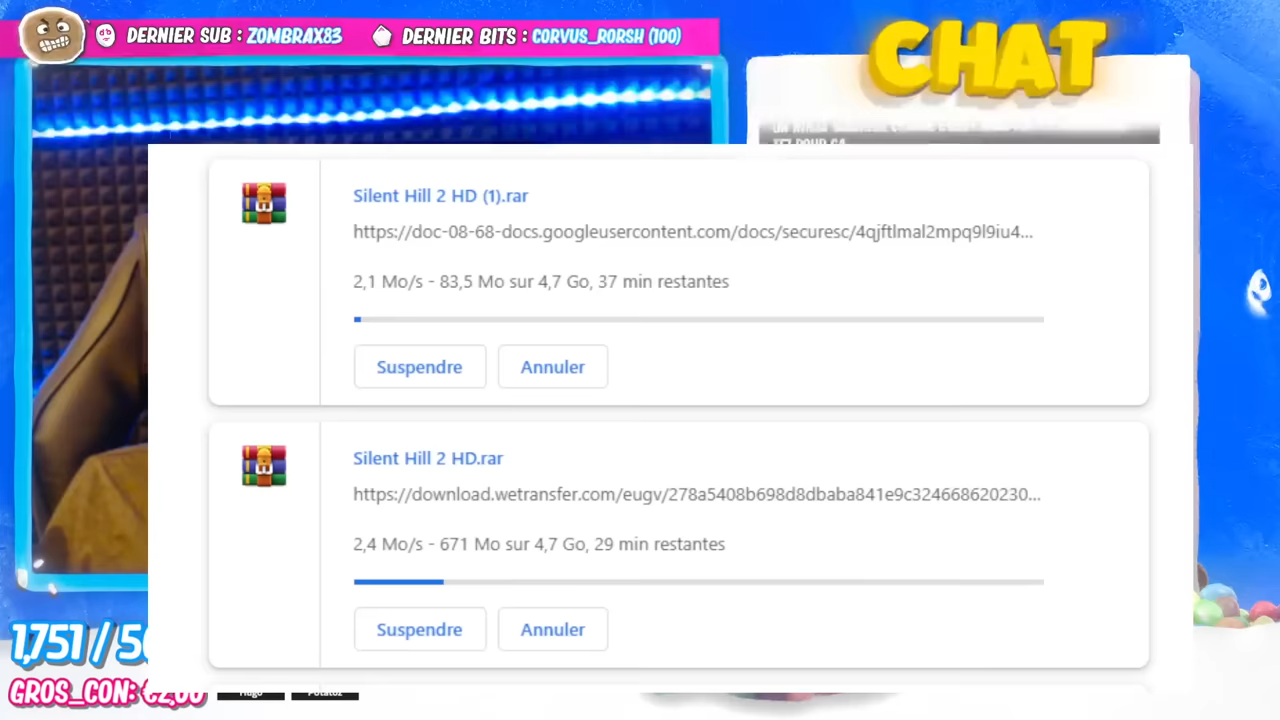 DERNIER SUB : ZOMBRAX83
DERNIER BITS : CORVUS_RORSH (100)
CHAT
Silent Hill 2 HD (1).rar
https://doc-08-68-docs.googleusercontent.com/docs/securesc/4qjftlmal2mpq9l9iu4...
2,1 Mo/s - 83,5 Mo sur 4,7 Go, 37 min restantes
Suspendre
Annuler
Silent Hill 2 HD.rar
https://download.wetransfer.com/eugv/278a5408b698d8dbaba841e9c324668620230...
2,4 Mo/s - 671 Mo sur 4,7 Go, 29 min restantes
Suspendre
Annuler
1,751 / 
GROS_CON: